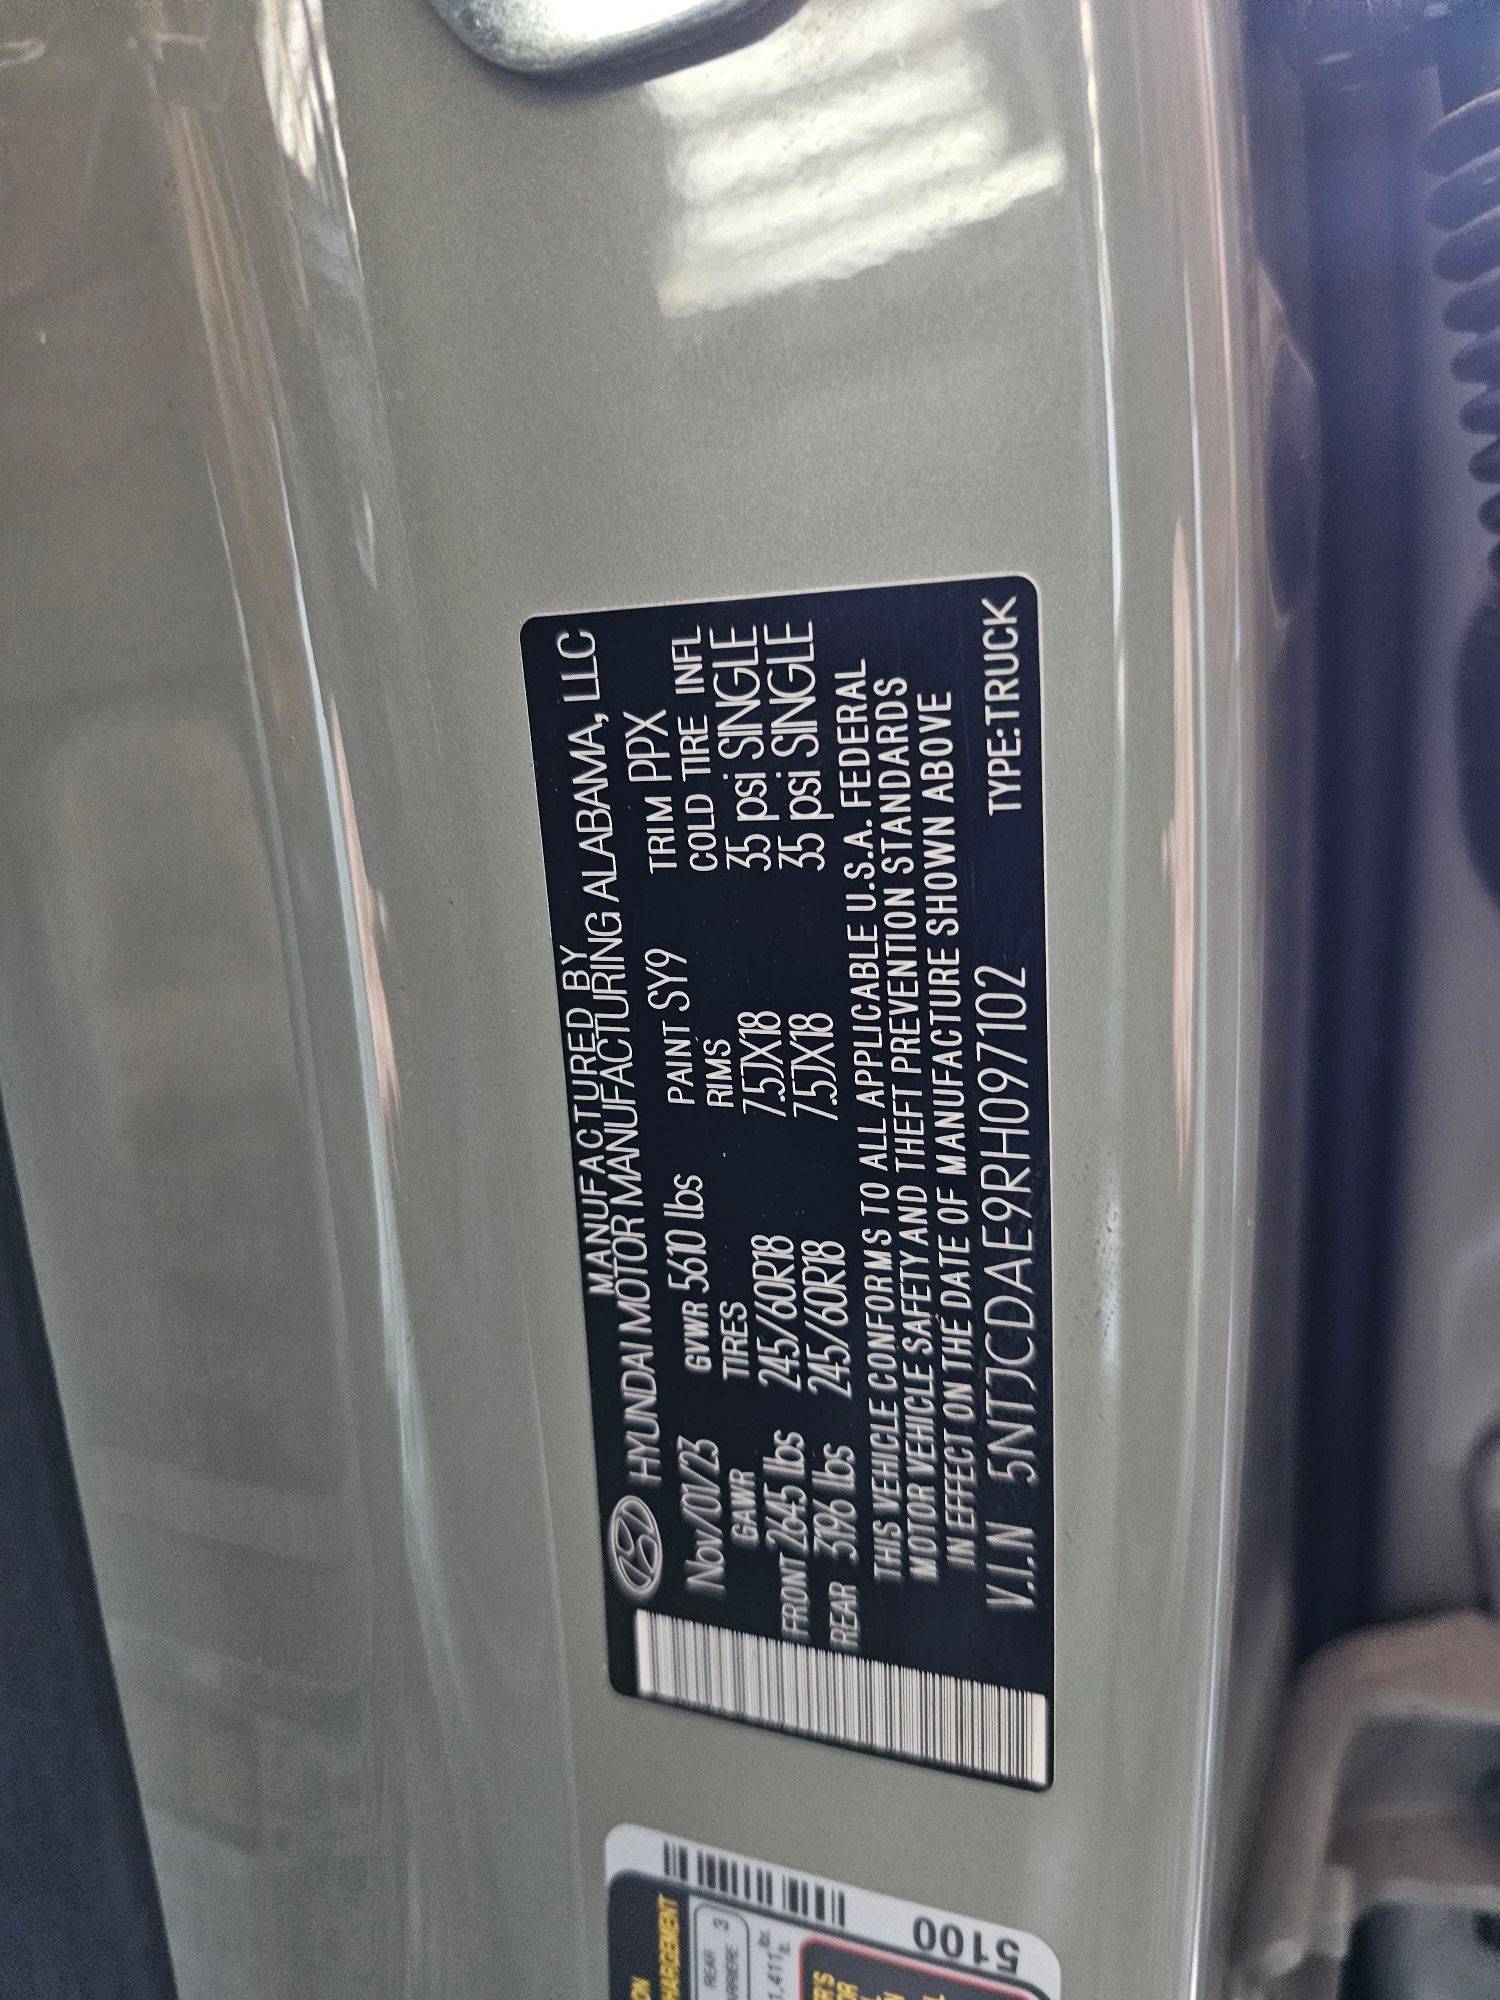 MANUFACTURED BY
HYUNDAI MOTOR MANUFACTURING ALABAMA, LLC
Nov/01/23 GVWR 5610 lbs PAINT SY9 TRIM PPX
GAWR TIRES RIMS COLD TIRE INFL
FRONT 2645 lbs 245/60R18 7.5JX18 35 psi SINGLE
REAR 3196 lbs 245/60R18 7.5JX18 35 psi SINGLE
THIS VEHICLE CONFORMS TO ALL APPLICABLE U.S.A. FEDERAL
MOTOR VEHICLE SAFETY AND THEFT PREVENTION STANDARDS
IN EFFECT ON THE DATE OF MANUFACTURE SHOWN ABOVE
V.I.N 5NTJCDAE9RH097102 TYPE:TRUCK
5100
REAR 3